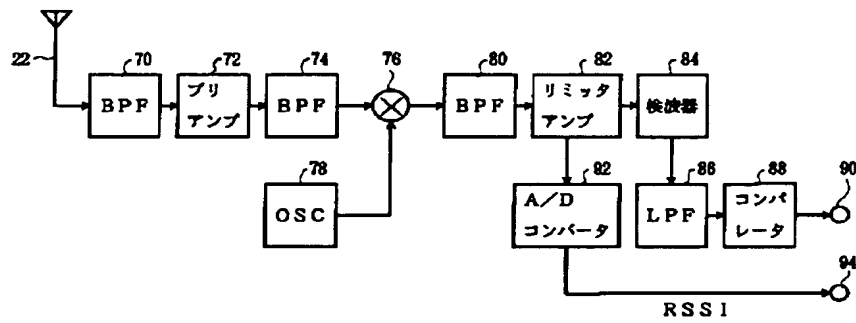 22
70
72
74
76
80
82
84
BPF
プリ
アンプ
BPF
BPF
リミッタ
アンプ
検波器
78
92
86
88
90
OSC
A/D
コンバータ
LPF
コンパ
レータ
94
RSSI